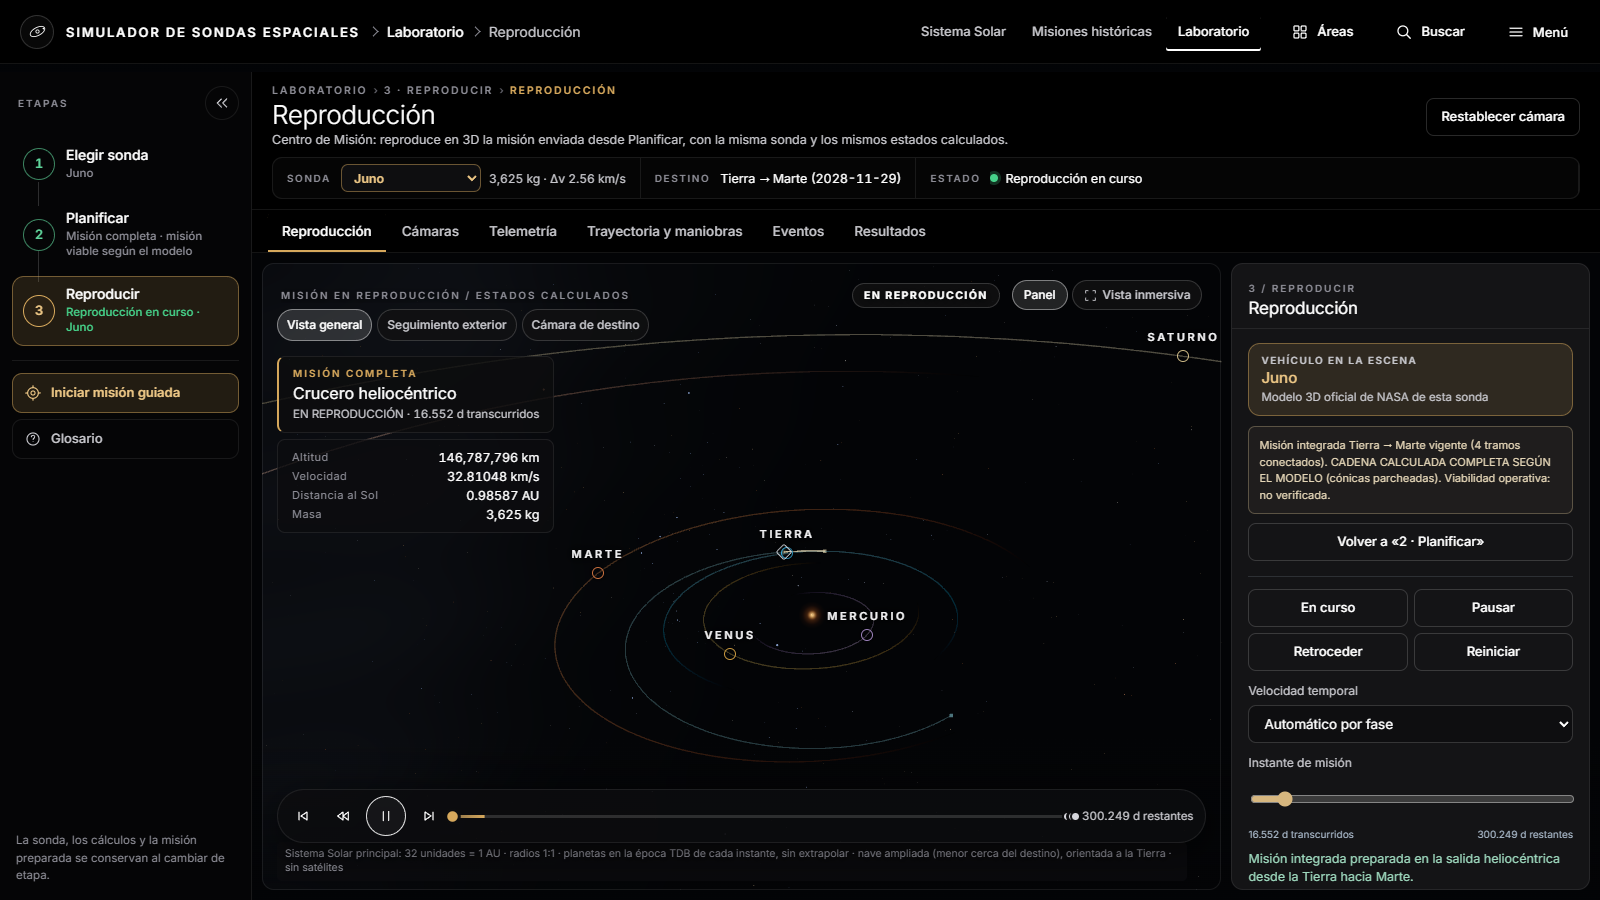 SIMULADOR DE SONDAS ESPACIALES > Laboratorio > Reproducción
Sistema Solar Misiones históricas Laboratorio Áreas Buscar Menú
ETAPAS
1 Elegir sonda
Juno
2 Planificar
Misión completa · misión
viable según el modelo
3 Reproducir
Reproducción en curso ·
Juno
Iniciar misión guiada
Glosario
La sonda, los cálculos y la misión
preparada se conservan al cambiar de
etapa.
LABORATORIO › 3 · REPRODUCIR › REPRODUCCIÓN
Reproducción
Centro de Misión: reproduce en 3D la misión enviada desde Planificar, con la misma sonda y los mismos estados calculados.
Restablecer cámara
SONDA Juno 3,625 kg · Δv 2.56 km/s DESTINO Tierra → Marte (2028-11-29) ESTADO Reproducción en curso
Reproducción Cámaras Telemetría Trayectoria y maniobras Eventos Resultados
MISIÓN EN REPRODUCCIÓN / ESTADOS CALCULADOS
EN REPRODUCCIÓN Panel Vista inmersiva
Vista general Seguimiento exterior Cámara de destino
MISIÓN COMPLETA
Crucero heliocéntrico
EN REPRODUCCIÓN · 16.552 d transcurridos
Altitud 146,787,796 km
Velocidad 32.81048 km/s
Distancia al Sol 0.98587 AU
Masa 3,625 kg
SATURNO
TIERRA
MARTE
MERCURIO
VENUS
300.249 d restantes
Sistema Solar principal: 32 unidades = 1 AU · radios 1:1 · planetas en la época TDB de cada instante, sin extrapolar · nave ampliada (menor cerca del destino), orientada a la Tierra ·
sin satélites
3 / REPRODUCIR
Reproducción
VEHÍCULO EN LA ESCENA
Juno
Modelo 3D oficial de NASA de esta sonda
Misión integrada Tierra → Marte vigente (4 tramos
conectados). CADENA CALCULADA COMPLETA SEGÚN
EL MODELO (cónicas parcheadas). Viabilidad operativa:
no verificada.
Volver a «2 · Planificar»
En curso Pausar
Retroceder Reiniciar
Velocidad temporal
Automático por fase
Instante de misión
16.552 d transcurridos 300.249 d restantes
Misión integrada preparada en la salida heliocéntrica
desde la Tierra hacia Marte.